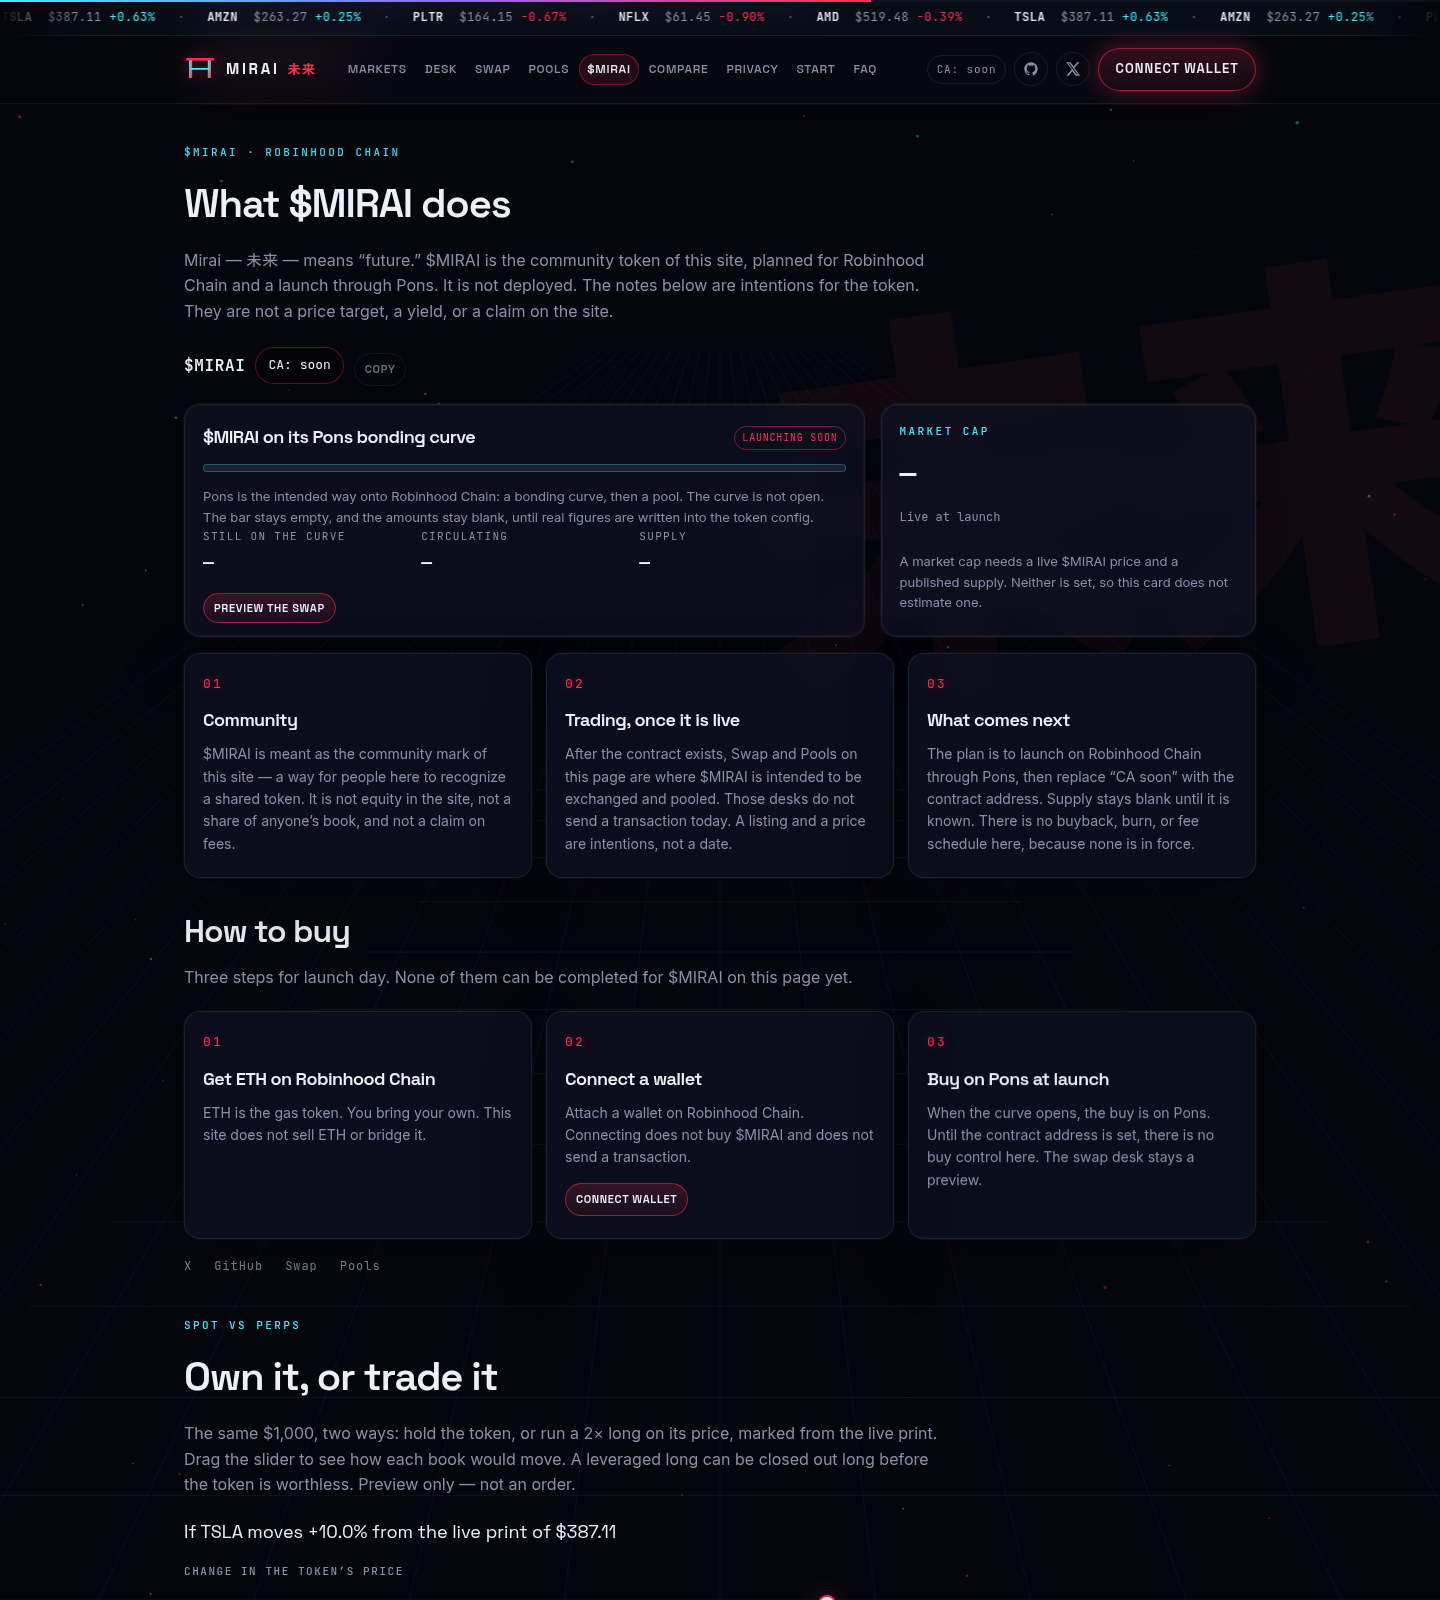 TSLA $387.11 +0.63% · AMZN $263.27 +0.25% · PLTR $164.15 -0.67% · NFLX $61.45 -0.90% · AMD $519.48 -0.39% · TSLA $387.11 +0.63% · AMZN $263.27 +0.25% ·
MIRAI 未来 MARKETS DESK SWAP POOLS $MIRAI COMPARE PRIVACY START FAQ CA: soon CONNECT WALLET
$MIRAI · ROBINHOOD CHAIN
What $MIRAI does
Mirai — 未来 — means “future.” $MIRAI is the community token of this site, planned for Robinhood
Chain and a launch through Pons. It is not deployed. The notes below are intentions for the token.
They are not a price target, a yield, or a claim on the site.
$MIRAI CA: soon COPY
未来
$MIRAI on its Pons bonding curve LAUNCHING SOON
Pons is the intended way onto Robinhood Chain: a bonding curve, then a pool. The curve is not open.
The bar stays empty, and the amounts stay blank, until real figures are written into the token config.
STILL ON THE CURVE CIRCULATING SUPPLY
— — —
PREVIEW THE SWAP
MARKET CAP
—
Live at launch
A market cap needs a live $MIRAI price and a
published supply. Neither is set, so this card does not
estimate one.
01
Community
$MIRAI is meant as the community mark of
this site — a way for people here to recognize
a shared token. It is not equity in the site, not a
share of anyone’s book, and not a claim on
fees.
02
Trading, once it is live
After the contract exists, Swap and Pools on
this page are where $MIRAI is intended to be
exchanged and pooled. Those desks do not
send a transaction today. A listing and a price
are intentions, not a date.
03
What comes next
The plan is to launch on Robinhood Chain
through Pons, then replace “CA soon” with the
contract address. Supply stays blank until it is
known. There is no buyback, burn, or fee
schedule here, because none is in force.
How to buy
Three steps for launch day. None of them can be completed for $MIRAI on this page yet.
01
Get ETH on Robinhood Chain
ETH is the gas token. You bring your own. This
site does not sell ETH or bridge it.
02
Connect a wallet
Attach a wallet on Robinhood Chain.
Connecting does not buy $MIRAI and does not
send a transaction.
CONNECT WALLET
03
Buy on Pons at launch
When the curve opens, the buy is on Pons.
Until the contract address is set, there is no
buy control here. The swap desk stays a
preview.
X GitHub Swap Pools
SPOT VS PERPS
Own it, or trade it
The same $1,000, two ways: hold the token, or run a 2× long on its price, marked from the live print.
Drag the slider to see how each book would move. A leveraged long can be closed out long before
the token is worthless. Preview only — not an order.
If TSLA moves +10.0% from the live print of $387.11
CHANGE IN THE TOKEN’S PRICE